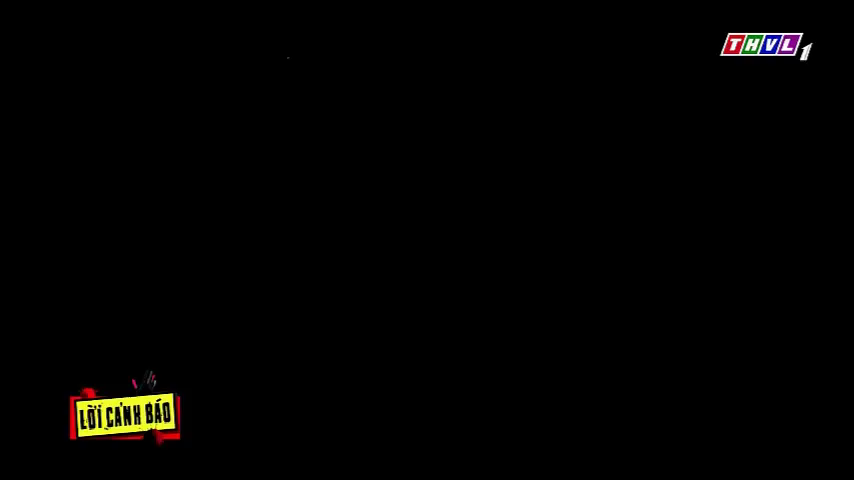 THVL1
LỜI CẢNH BÁO